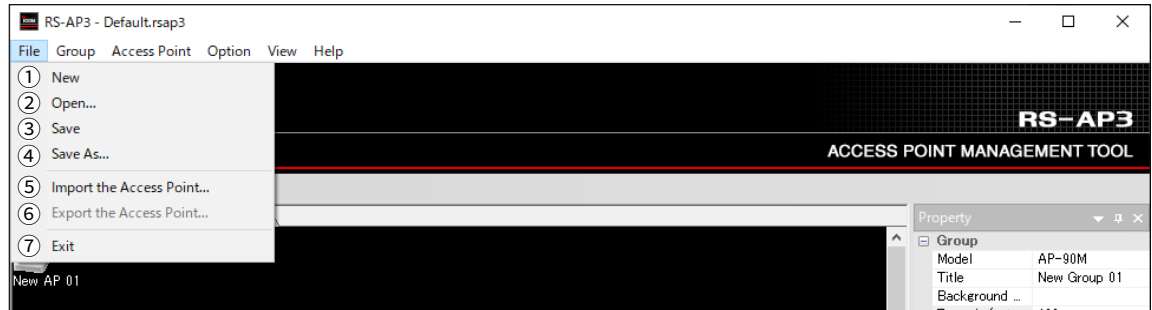 ICOM RS-AP3 - Default.rsap3
File Group Access Point Option View Help
① New
② Open...
③ Save
④ Save As...
⑤ Import the Access Point...
⑥ Export the Access Point...
⑦ Exit
RS-AP3
ACCESS POINT MANAGEMENT TOOL
New AP 01
Property
Group
Model AP-90M
Title New Group 01
Background ...